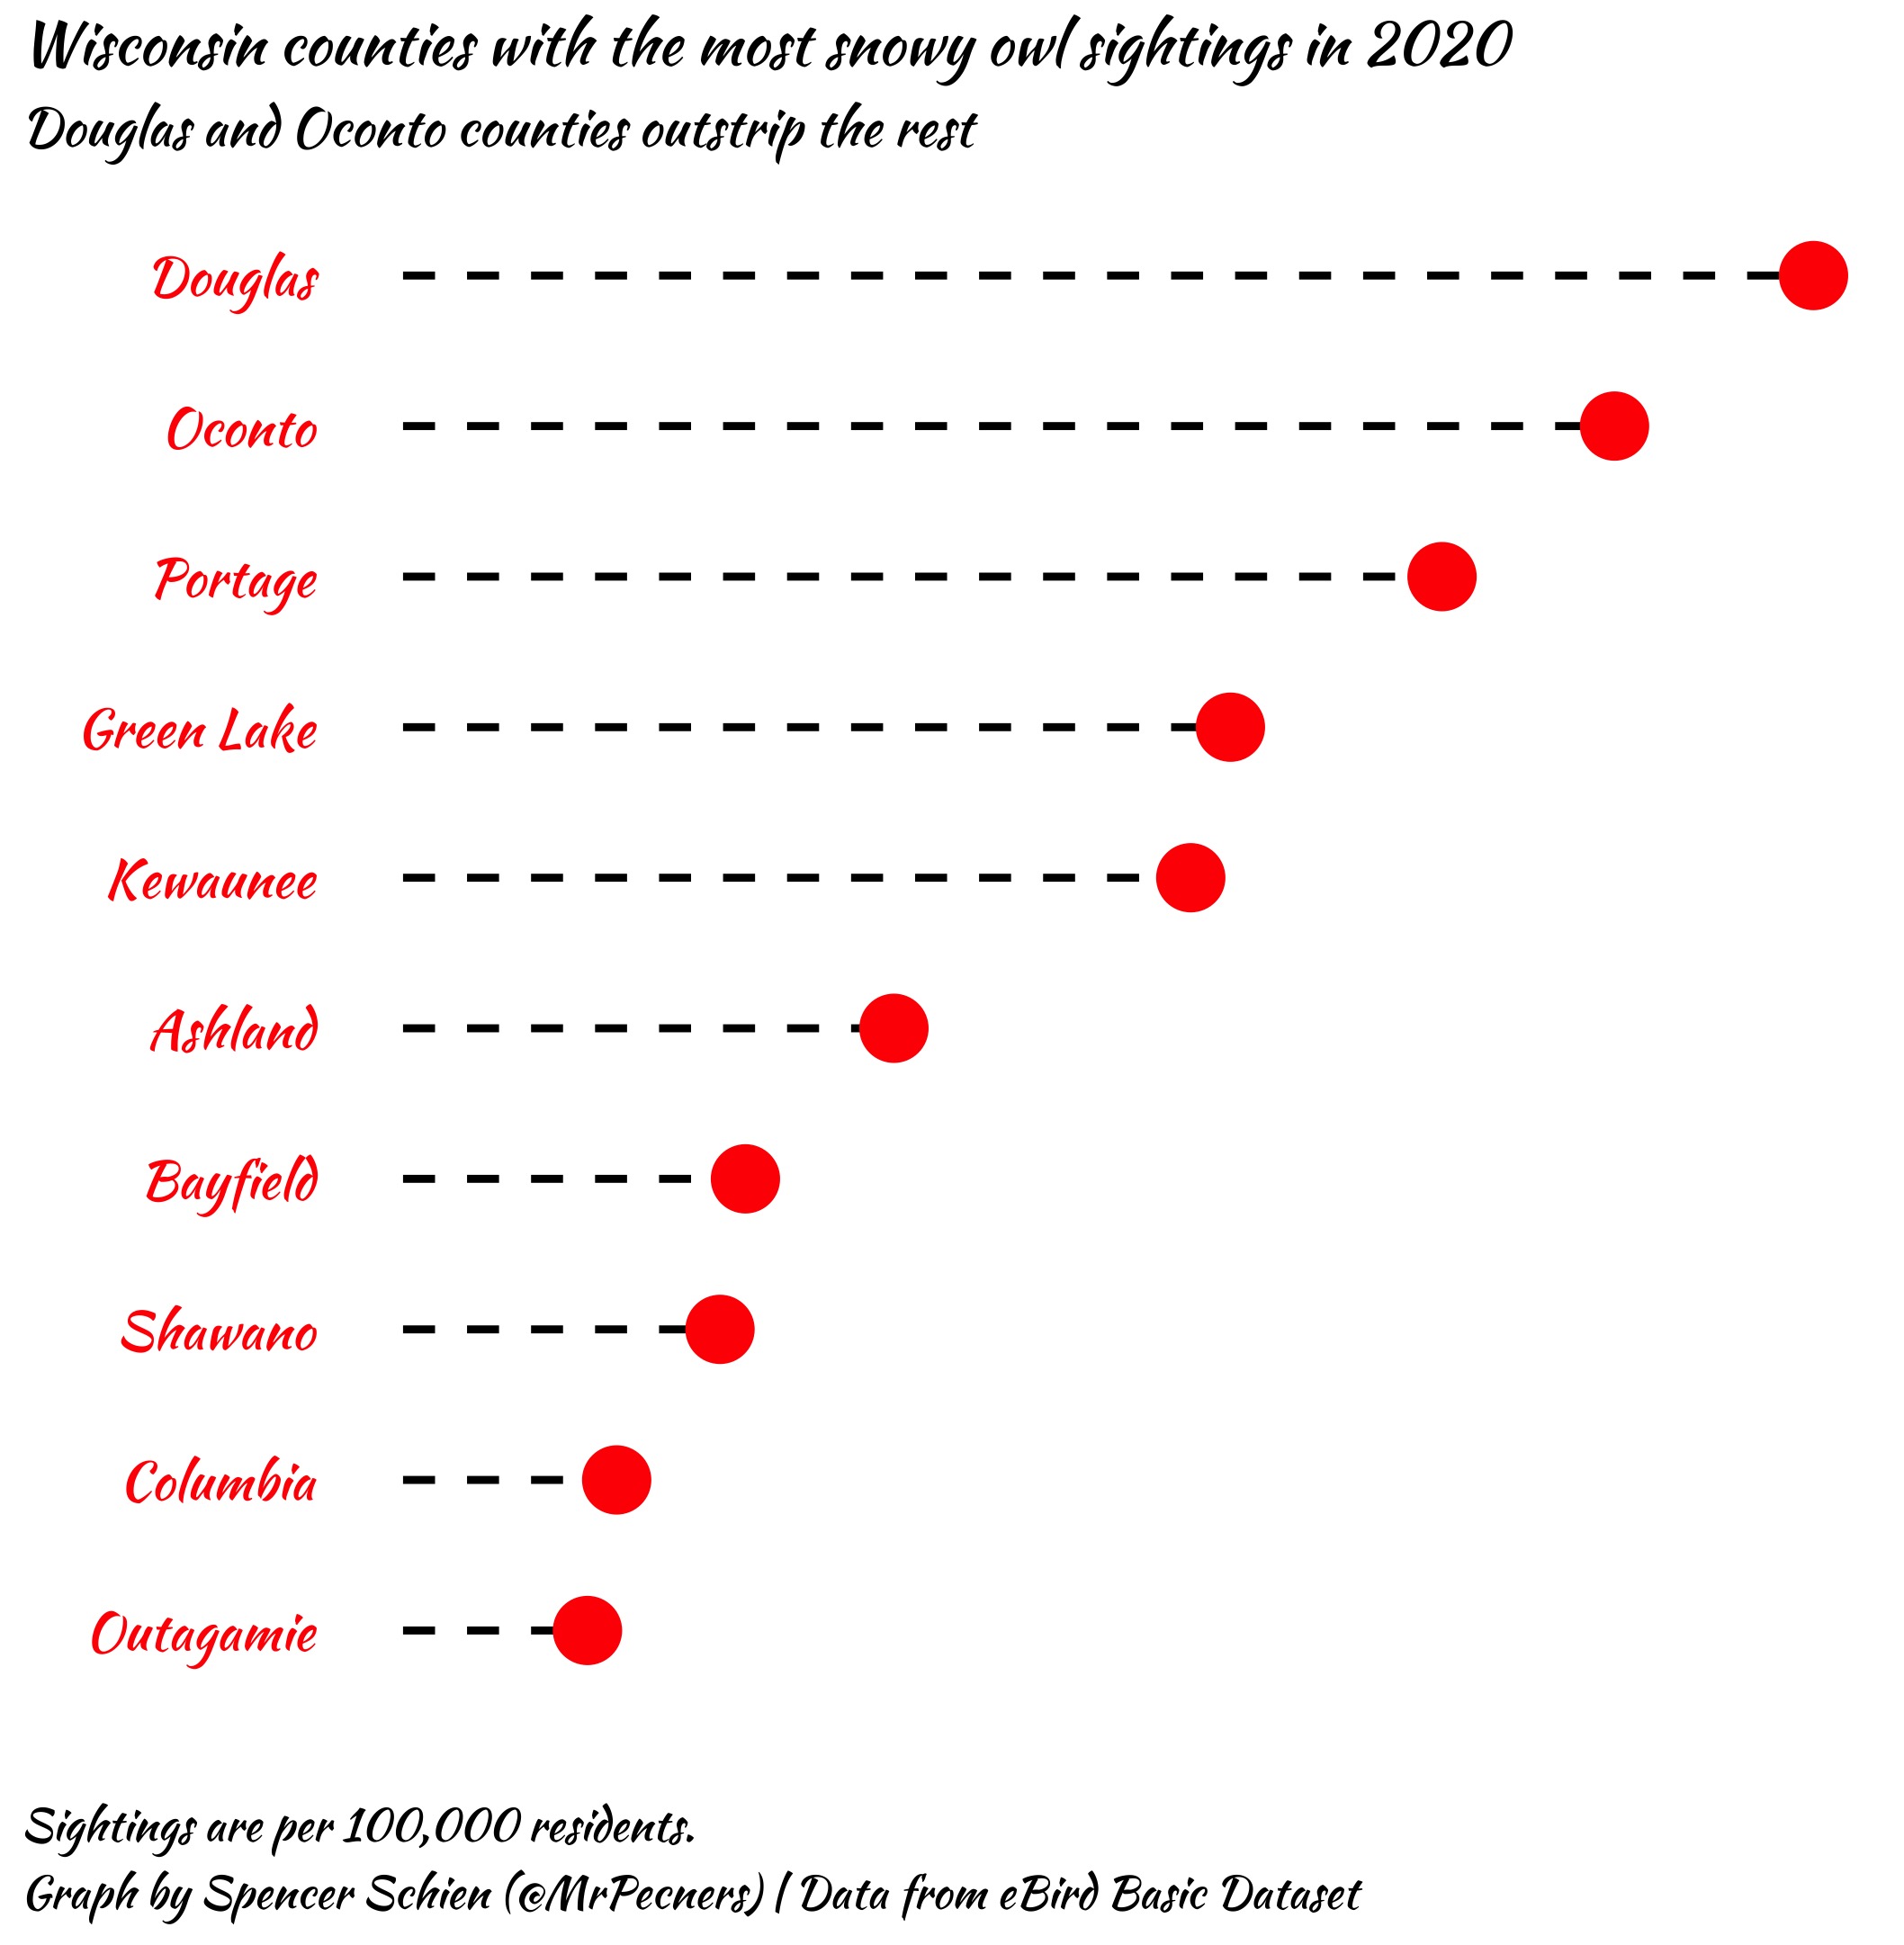 Wisconsin counties with the most snowy owl sightings in 2020
Douglas and Oconto counties outstrip the rest
Douglas
Oconto
Portage
Green Lake
Kewaunee
Ashland
Bayfield
Shawano
Columbia
Outagamie
Sightings are per 100,000 residents.
Graph by Spencer Schien (@MrPecners) | Data from eBird Basic Dataset